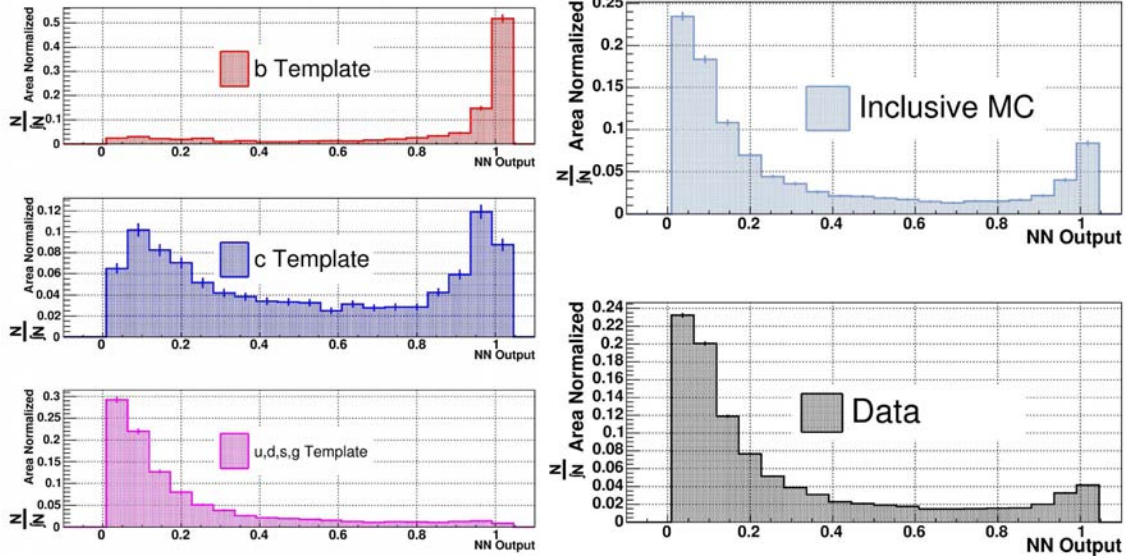 N/∫N Area Normalized
0.5
0.4
0.3
0.2
0.1
0
b Template
0 0.2 0.4 0.6 0.8 1
NN Output
N/∫N Area Normalized
0.12
0.1
0.08
0.06
0.04
0.02
0
c Template
0 0.2 0.4 0.6 0.8 1
NN Output
N/∫N Area Normalized
0.3
0.25
0.2
0.15
0.1
0.05
0
u,d,s,g Template
0 0.2 0.4 0.6 0.8 1
NN Output
N/∫N Area Normalized
0.25
0.2
0.15
0.1
0.05
0
Inclusive MC
0 0.2 0.4 0.6 0.8 1
NN Output
N/∫N Area Normalized
0.24
0.22
0.2
0.18
0.16
0.14
0.12
0.1
0.08
0.06
0.04
0.02
0
Data
0 0.2 0.4 0.6 0.8 1
NN Output